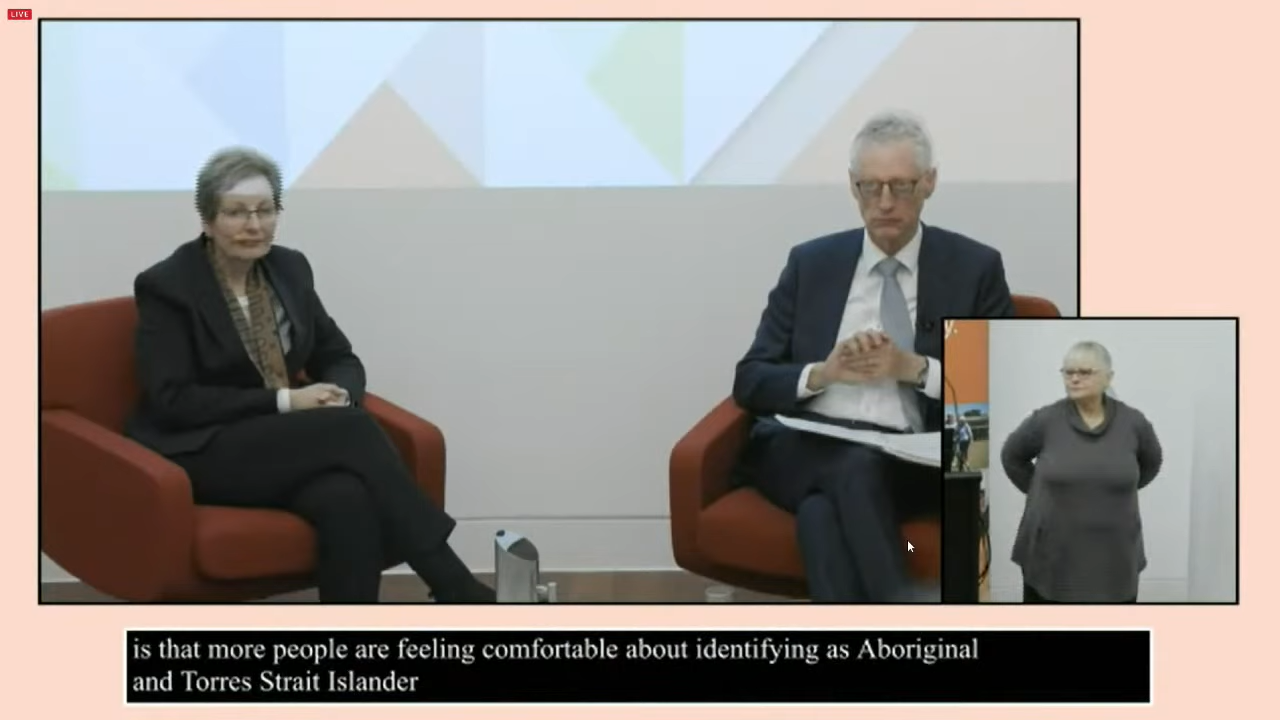 LIVE
y.
is that more people are feeling comfortable about identifying as Aboriginal
and Torres Strait Islander